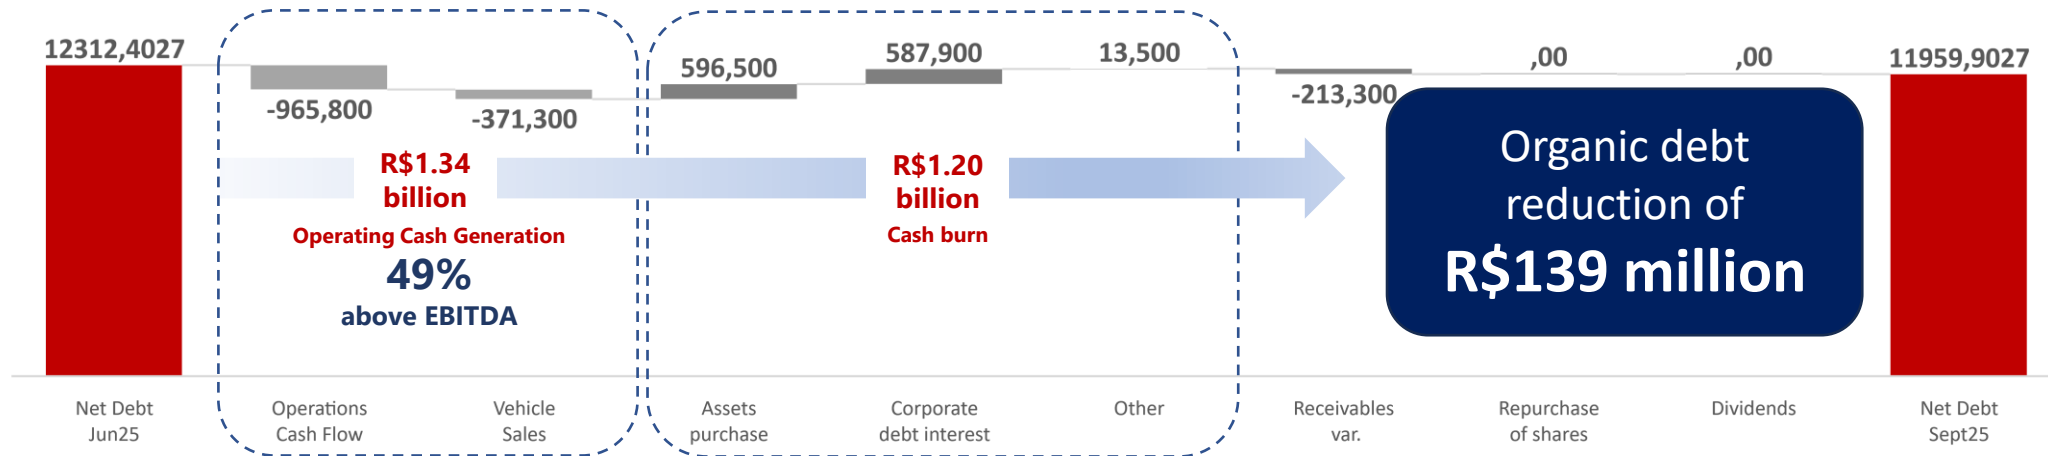 12312,4027
-965,800
-371,300
596,500
587,900
13,500
-213,300
,00
,00
11959,9027
R$1.34
billion
Operating Cash Generation
49%
above EBITDA
R$1.20
billion
Cash burn
Organic debt
reduction of
R$139 million
Net Debt
Jun25
Operations
Cash Flow
Vehicle
Sales
Assets
purchase
Corporate
debt interest
Other
Receivables
var.
Repurchase
of shares
Dividends
Net Debt
Sept25